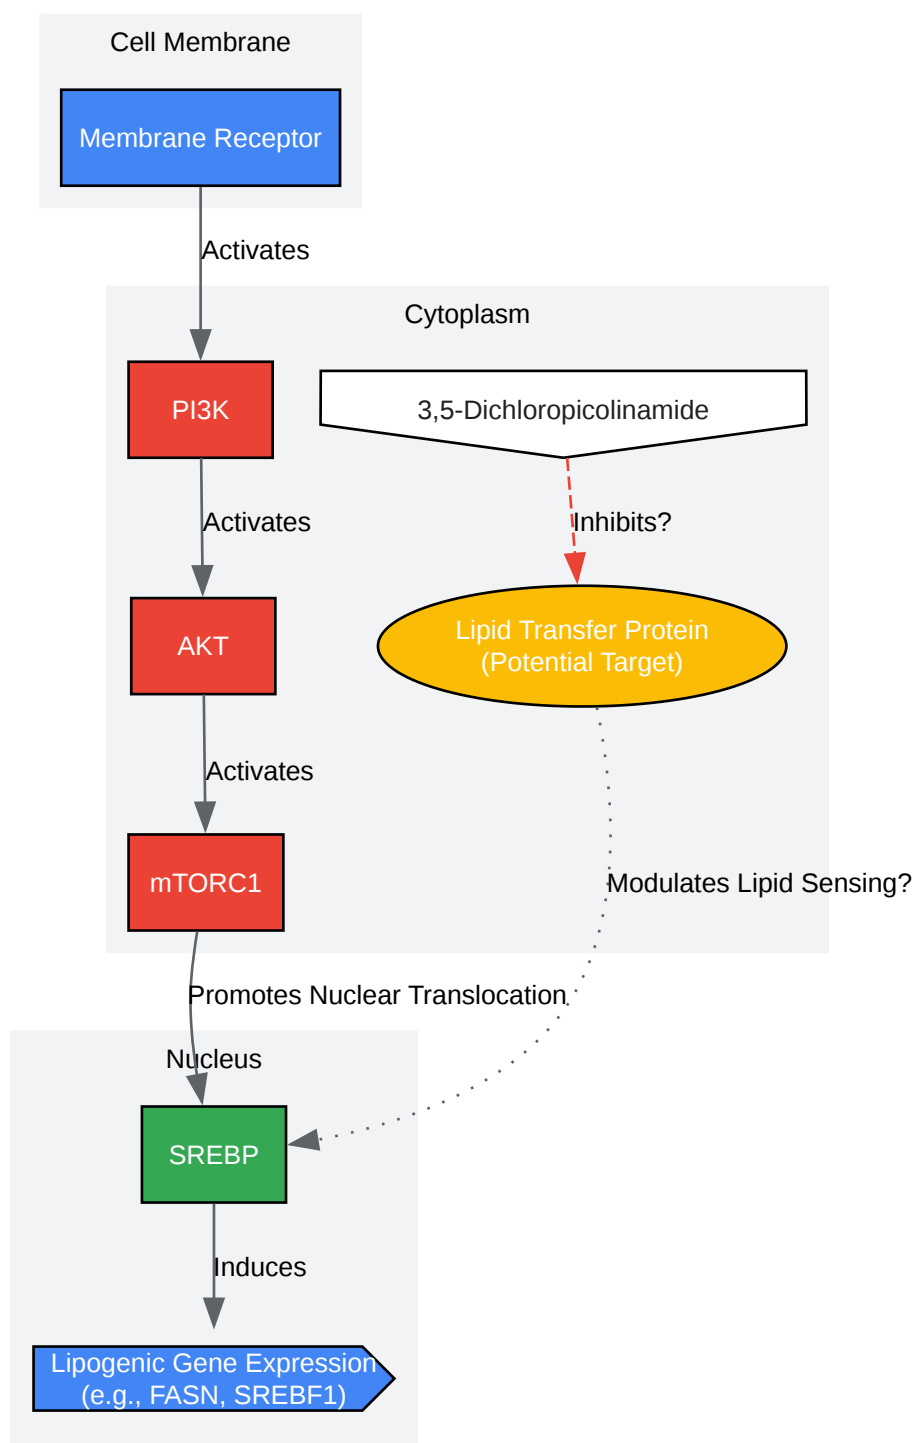 Cell Membrane
Membrane Receptor
Activates
Cytoplasm
PI3K
3,5-Dichloropicolinamide
Activates
Inhibits?
AKT
Lipid Transfer Protein
(Potential Target)
Activates
mTORC1
Modulates Lipid Sensing?
Promotes Nuclear Translocation
Nucleus
SREBP
Induces
Lipogenic Gene Expression
(e.g., FASN, SREBF1)